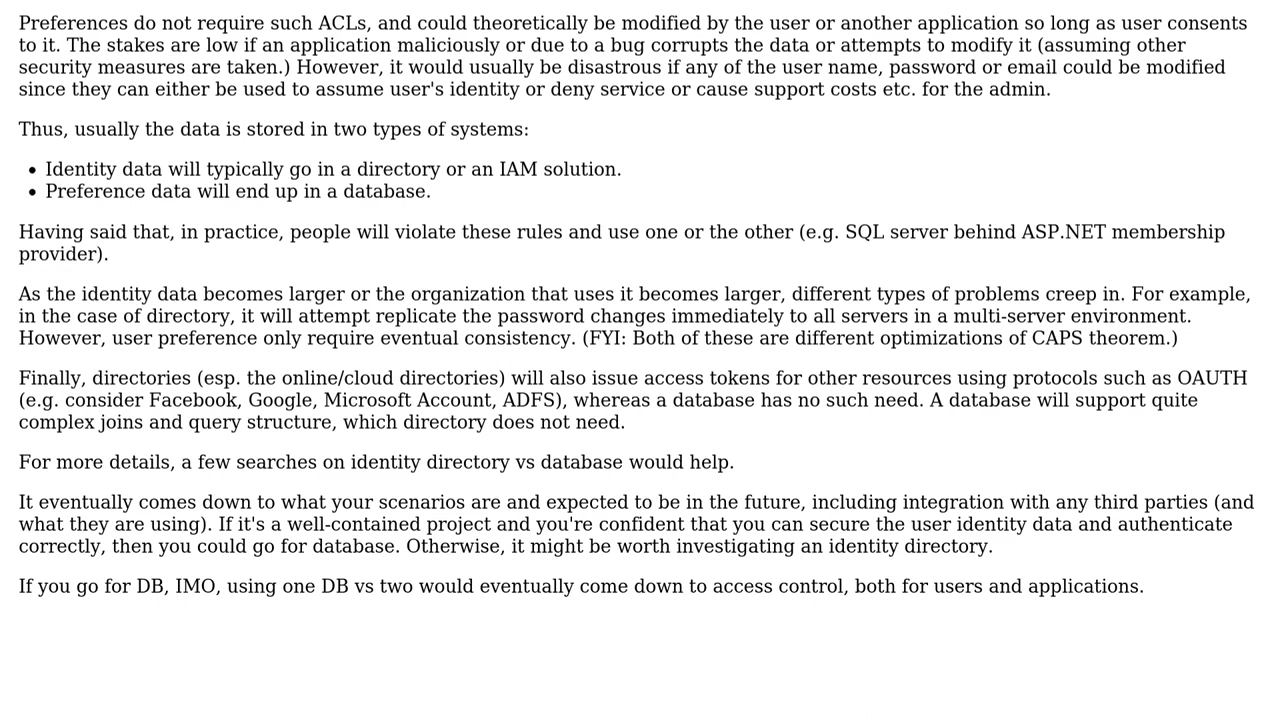 Preferences do not require such ACLs, and could theoretically be modified by the user or another application so long as user consents
to it. The stakes are low if an application maliciously or due to a bug corrupts the data or attempts to modify it (assuming other
security measures are taken.) However, it would usually be disastrous if any of the user name, password or email could be modified
since they can either be used to assume user's identity or deny service or cause support costs etc. for the admin.
Thus, usually the data is stored in two types of systems:
• Identity data will typically go in a directory or an IAM solution.
• Preference data will end up in a database.
Having said that, in practice, people will violate these rules and use one or the other (e.g. SQL server behind ASP.NET membership
provider).
As the identity data becomes larger or the organization that uses it becomes larger, different types of problems creep in. For example,
in the case of directory, it will attempt replicate the password changes immediately to all servers in a multi-server environment.
However, user preference only require eventual consistency. (FYI: Both of these are different optimizations of CAPS theorem.)
Finally, directories (esp. the online/cloud directories) will also issue access tokens for other resources using protocols such as OAUTH
(e.g. consider Facebook, Google, Microsoft Account, ADFS), whereas a database has no such need. A database will support quite
complex joins and query structure, which directory does not need.
For more details, a few searches on identity directory vs database would help.
It eventually comes down to what your scenarios are and expected to be in the future, including integration with any third parties (and
what they are using). If it's a well-contained project and you're confident that you can secure the user identity data and authenticate
correctly, then you could go for database. Otherwise, it might be worth investigating an identity directory.
If you go for DB, IMO, using one DB vs two would eventually come down to access control, both for users and applications.